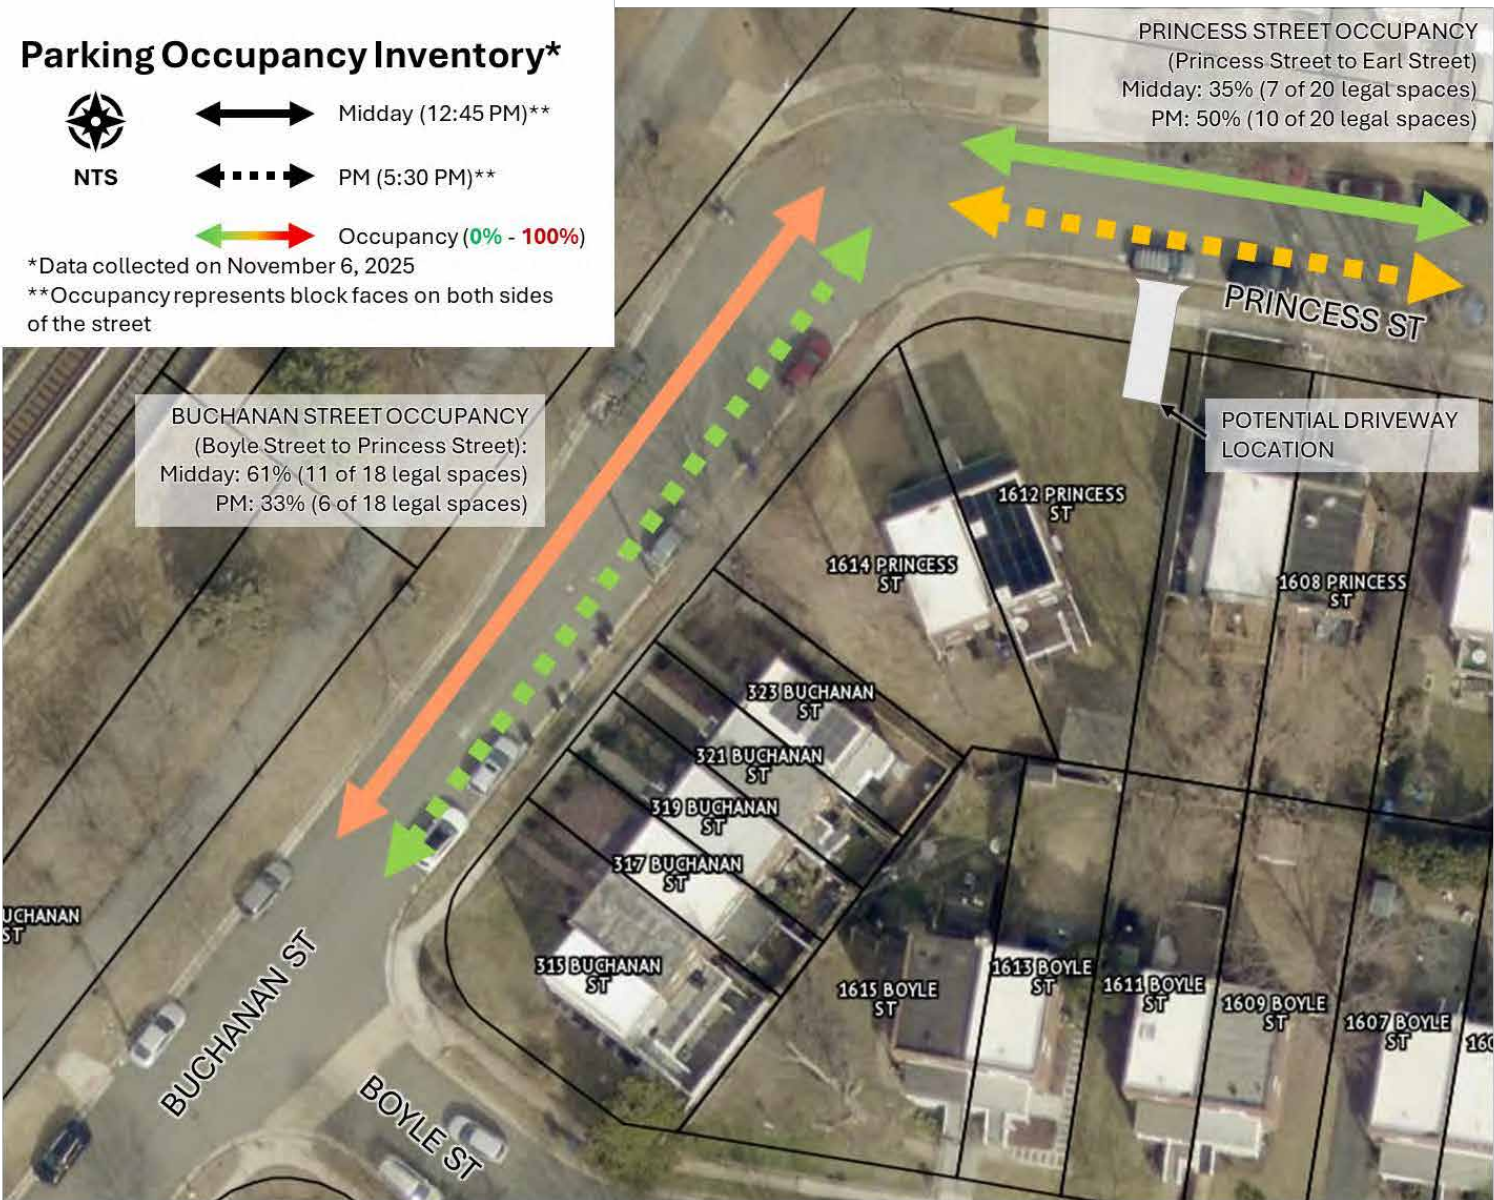 Parking Occupancy Inventory*
NTS
Midday (12:45 PM)**
PM (5:30 PM)**
Occupancy (0% - 100%)
*Data collected on November 6, 2025
**Occupancy represents block faces on both sides
of the street
PRINCESS STREET OCCUPANCY
(Princess Street to Earl Street)
Midday: 35% (7 of 20 legal spaces)
PM: 50% (10 of 20 legal spaces)
PRINCESS ST
BUCHANAN STREET OCCUPANCY
(Boyle Street to Princess Street):
Midday: 61% (11 of 18 legal spaces)
PM: 33% (6 of 18 legal spaces)
POTENTIAL DRIVEWAY
LOCATION
1612 PRINCESS
ST
1614 PRINCESS
ST
1608 PRINCESS
ST
323 BUCHANAN
ST
321 BUCHANAN
ST
319 BUCHANAN
ST
317 BUCHANAN
ST
315 BUCHANAN
ST
UCHANAN
ST
1615 BOYLE
ST
1613 BOYLE
ST
1611 BOYLE
ST
1609 BOYLE
ST
1607 BOYLE
ST
160
BUCHANAN ST
BOYLE ST